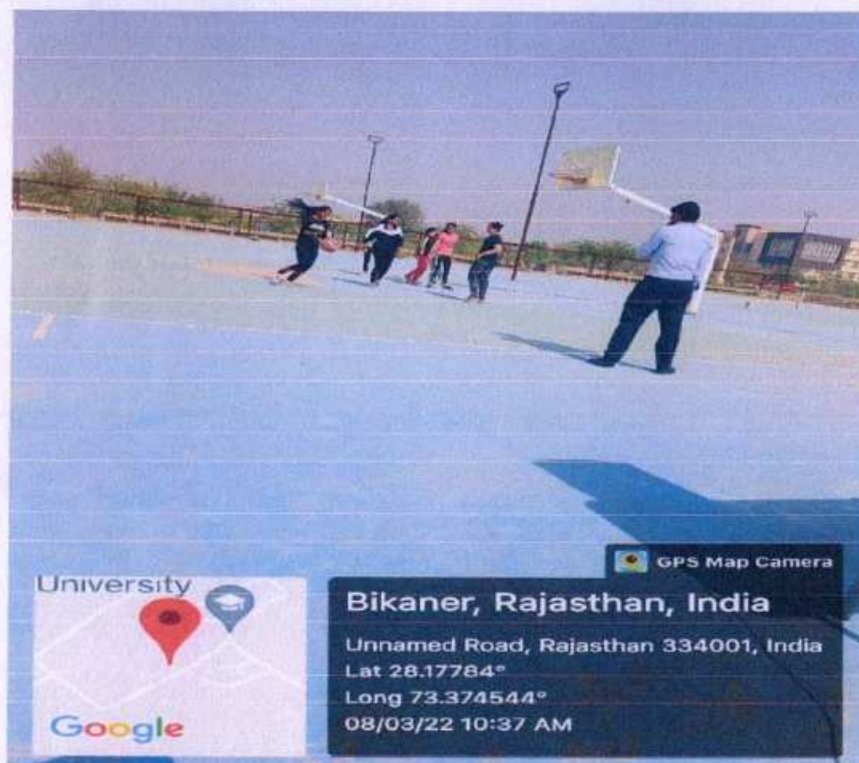 GPS Map Camera
University
Google
Bikaner, Rajasthan, India
Unnamed Road, Rajasthan 334001, India
Lat 28.17784°
Long 73.374544°
08/03/22 10:37 AM